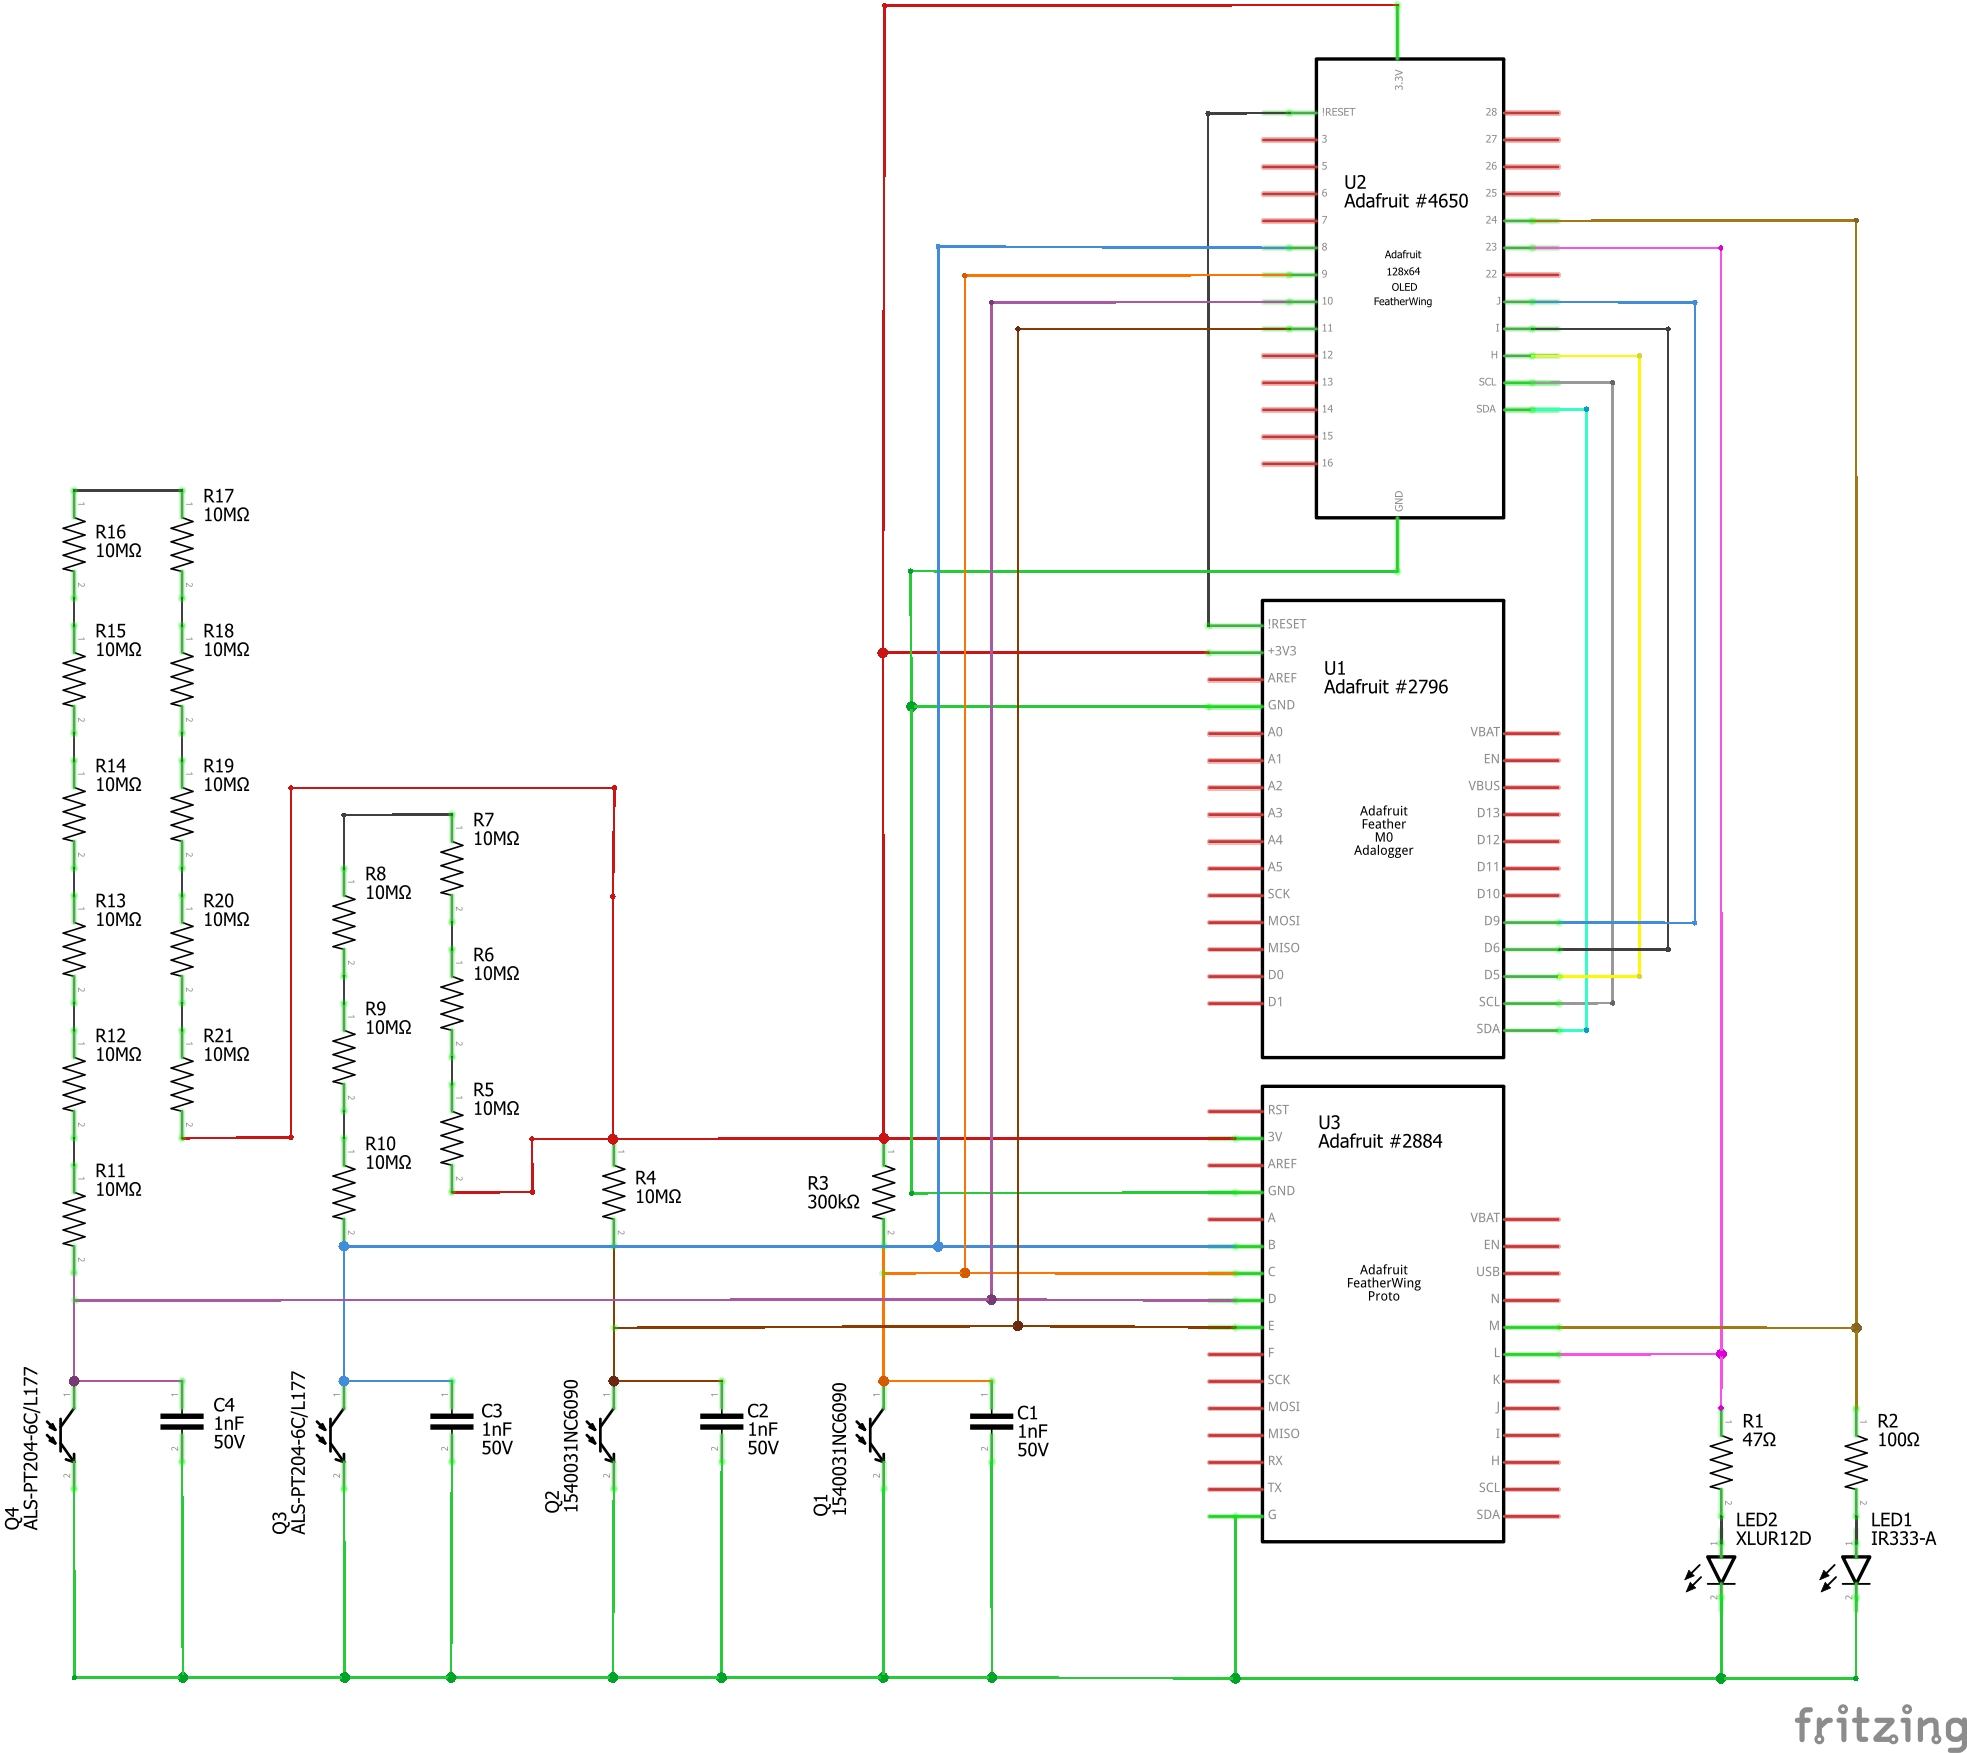 3.3V
!RESET
3
5
6
7
8
9
10
11
12
13
14
15
16
28
27
26
25
24
23
22
J
I
H
SCL
SDA
GND
U2
Adafruit #4650
Adafruit
128x64
OLED
FeatherWing
!RESET
+3V3
AREF
GND
A0
A1
A2
A3
A4
A5
SCK
MOSI
MISO
D0
D1
VBAT
EN
VBUS
D13
D12
D11
D10
D9
D6
D5
SCL
SDA
U1
Adafruit #2796
Adafruit
Feather
M0
Adalogger
RST
3V
AREF
GND
A
B
C
D
E
F
SCK
MOSI
MISO
RX
TX
G
VBAT
EN
USB
N
M
L
K
J
I
H
SCL
SDA
U3
Adafruit #2884
Adafruit
FeatherWing
Proto
R16
10MΩ
R15
10MΩ
R14
10MΩ
R13
10MΩ
R12
10MΩ
R11
10MΩ
R17
10MΩ
R18
10MΩ
R19
10MΩ
R20
10MΩ
R21
10MΩ
R8
10MΩ
R9
10MΩ
R10
10MΩ
R7
10MΩ
R6
10MΩ
R5
10MΩ
R4
10MΩ
R3
300kΩ
Q4
ALS-PT204-6C/L177
C4
1nF
50V
Q3
ALS-PT204-6C/L177
C3
1nF
50V
Q2
1540031NC6090
C2
1nF
50V
Q1
1540031NC6090
C1
1nF
50V
R1
47Ω
R2
100Ω
LED2
XLUR12D
LED1
IR333-A
fritzing